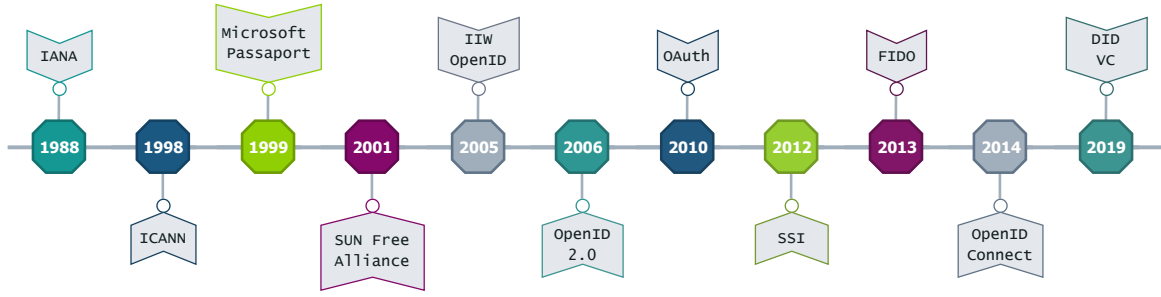 IANA
Microsoft
Passaport
IIW
OpenID
OAuth
FIDO
DID
VC
1988
1998
1999
2001
2005
2006
2010
2012
2013
2014
2019
ICANN
SUN Free
Alliance
OpenID
2.0
SSI
OpenID
Connect